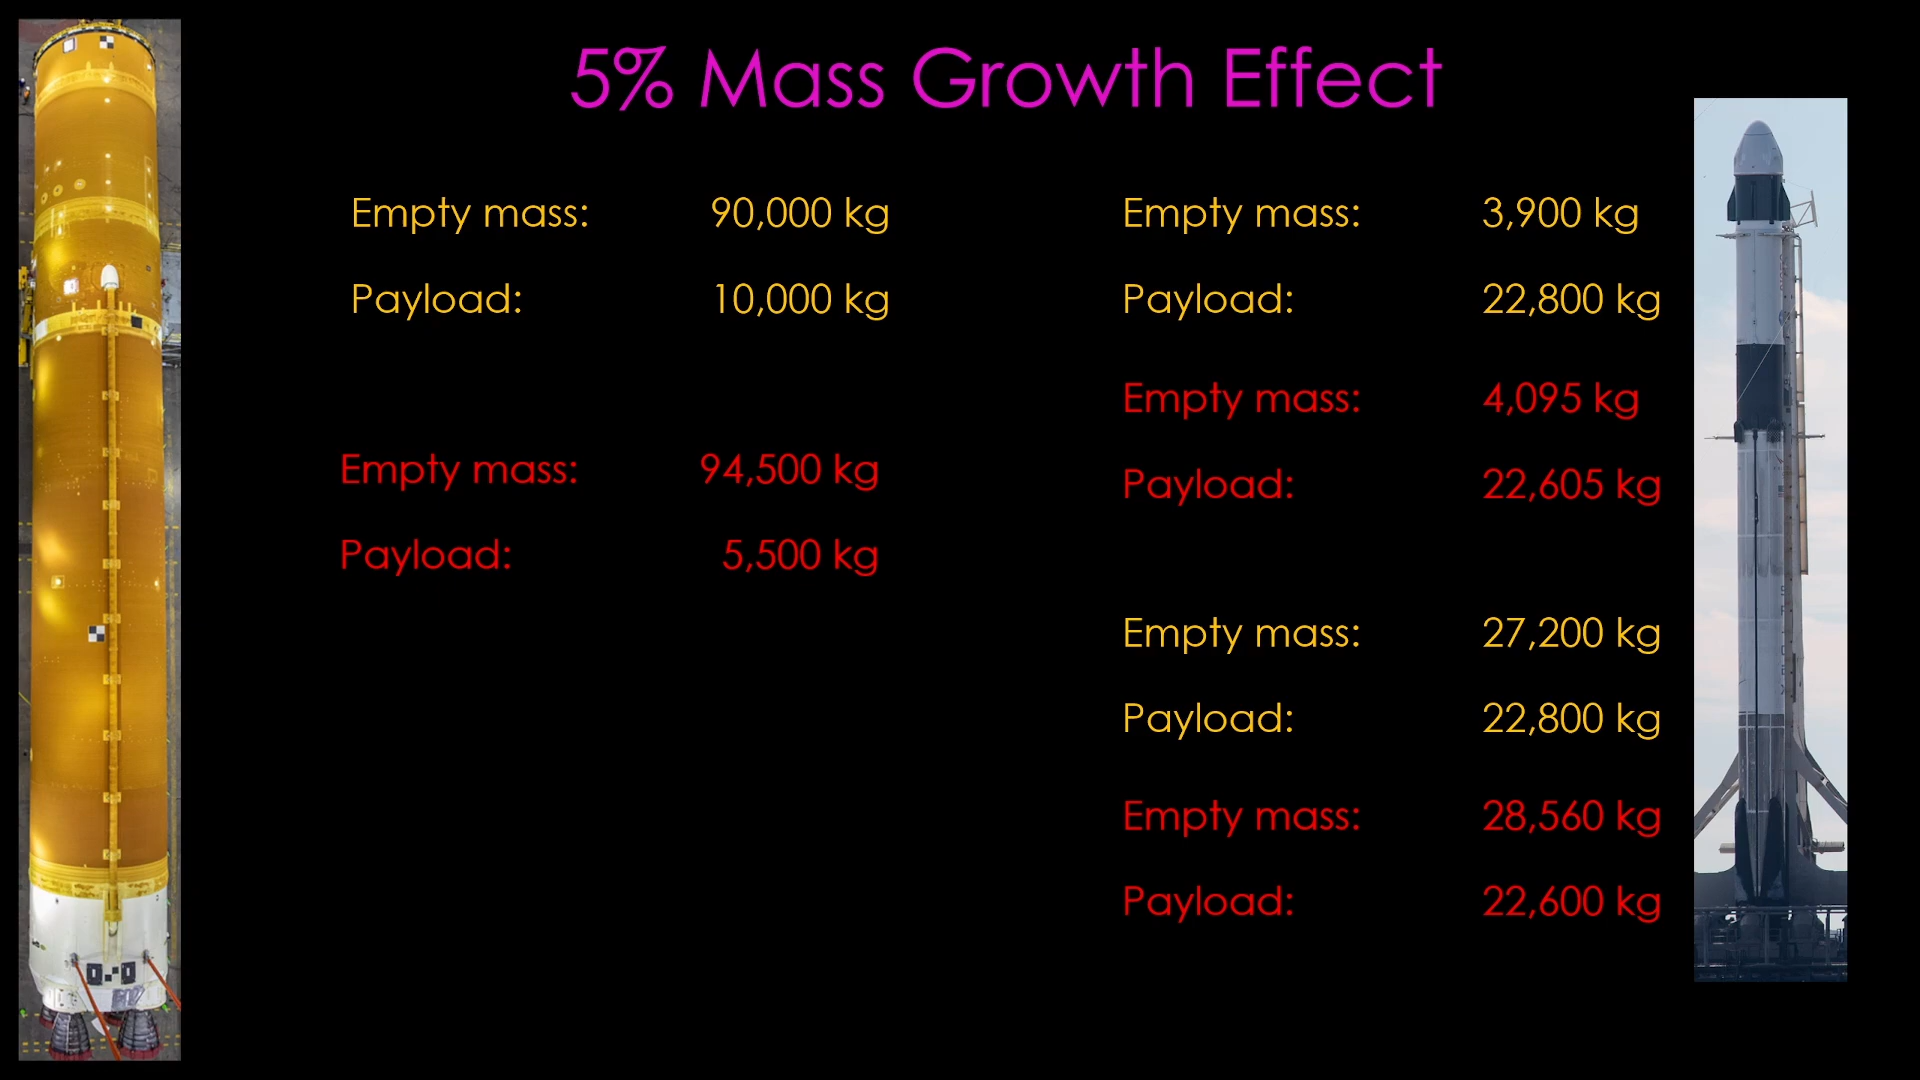 5% Mass Growth Effect
Empty mass: 90,000 kg
Payload: 10,000 kg
Empty mass: 94,500 kg
Payload: 5,500 kg
Empty mass: 3,900 kg
Payload: 22,800 kg
Empty mass: 4,095 kg
Payload: 22,605 kg
Empty mass: 27,200 kg
Payload: 22,800 kg
Empty mass: 28,560 kg
Payload: 22,600 kg